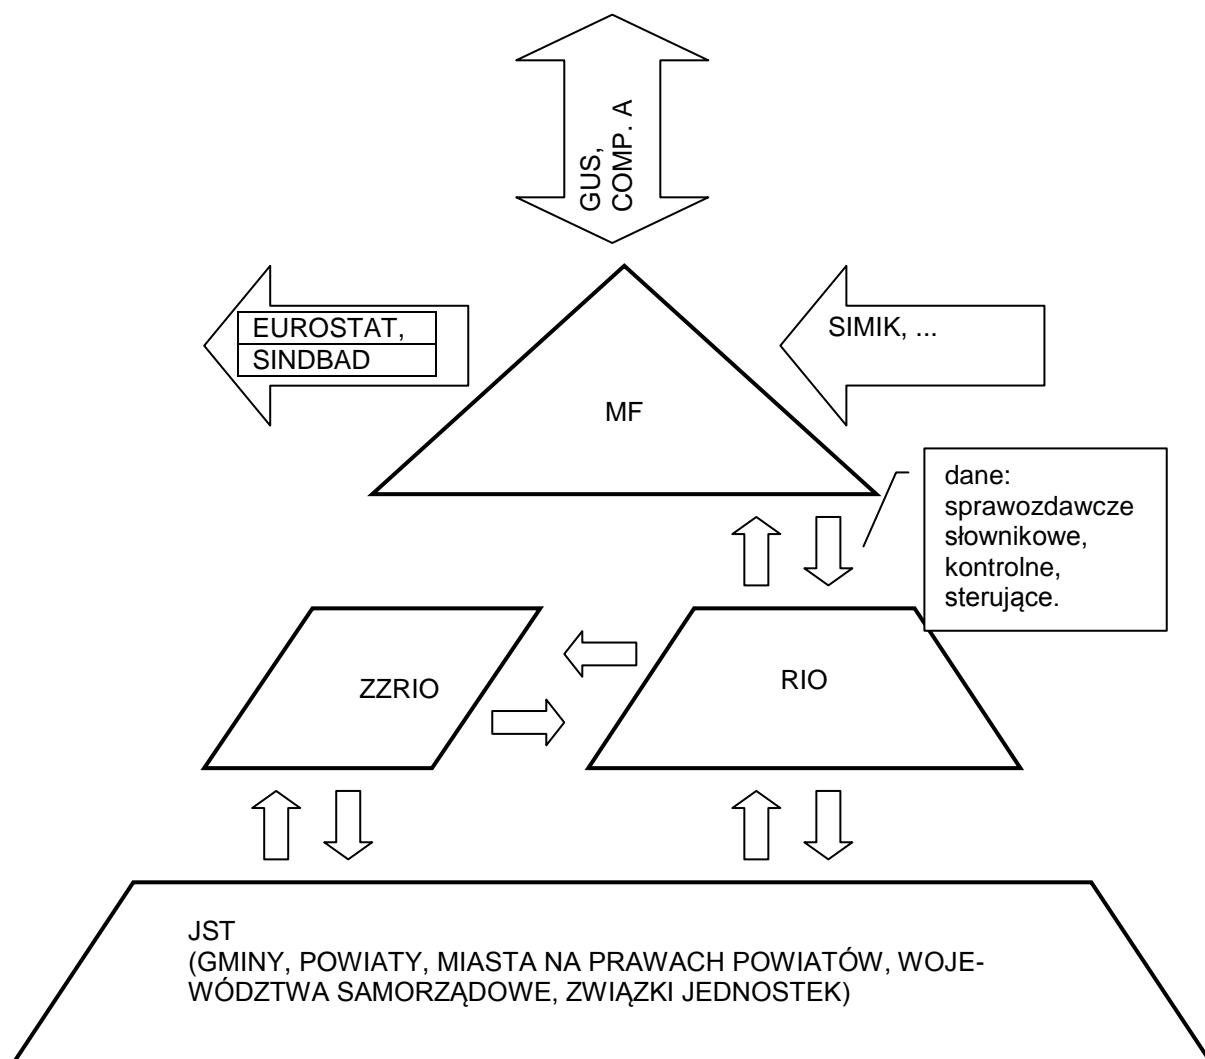 GUS,
COMP. A
EUROSTAT,
SINDBAD
SIMIK, ...
MF
dane:
sprawozdawcze
słownikowe,
kontrolne,
sterujące.
ZZRIO
RIO
JST
(GMINY, POWIATY, MIASTA NA PRAWACH POWIATÓW, WOJE-
WÓDZTWA SAMORZĄDOWE, ZWIĄZKI JEDNOSTEK)